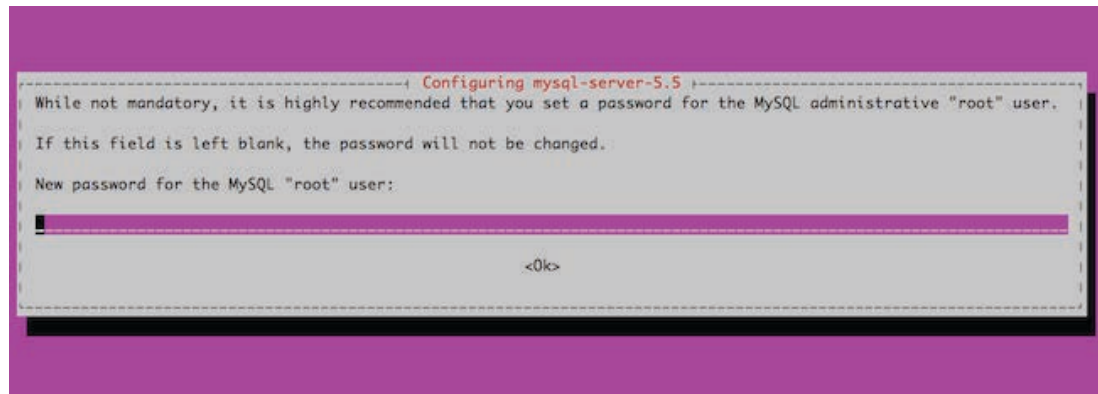 Configuring mysql-server-5.5
While not mandatory, it is highly recommended that you set a password for the MySQL administrative "root" user.
If this field is left blank, the password will not be changed.
New password for the MySQL "root" user:
<Ok>